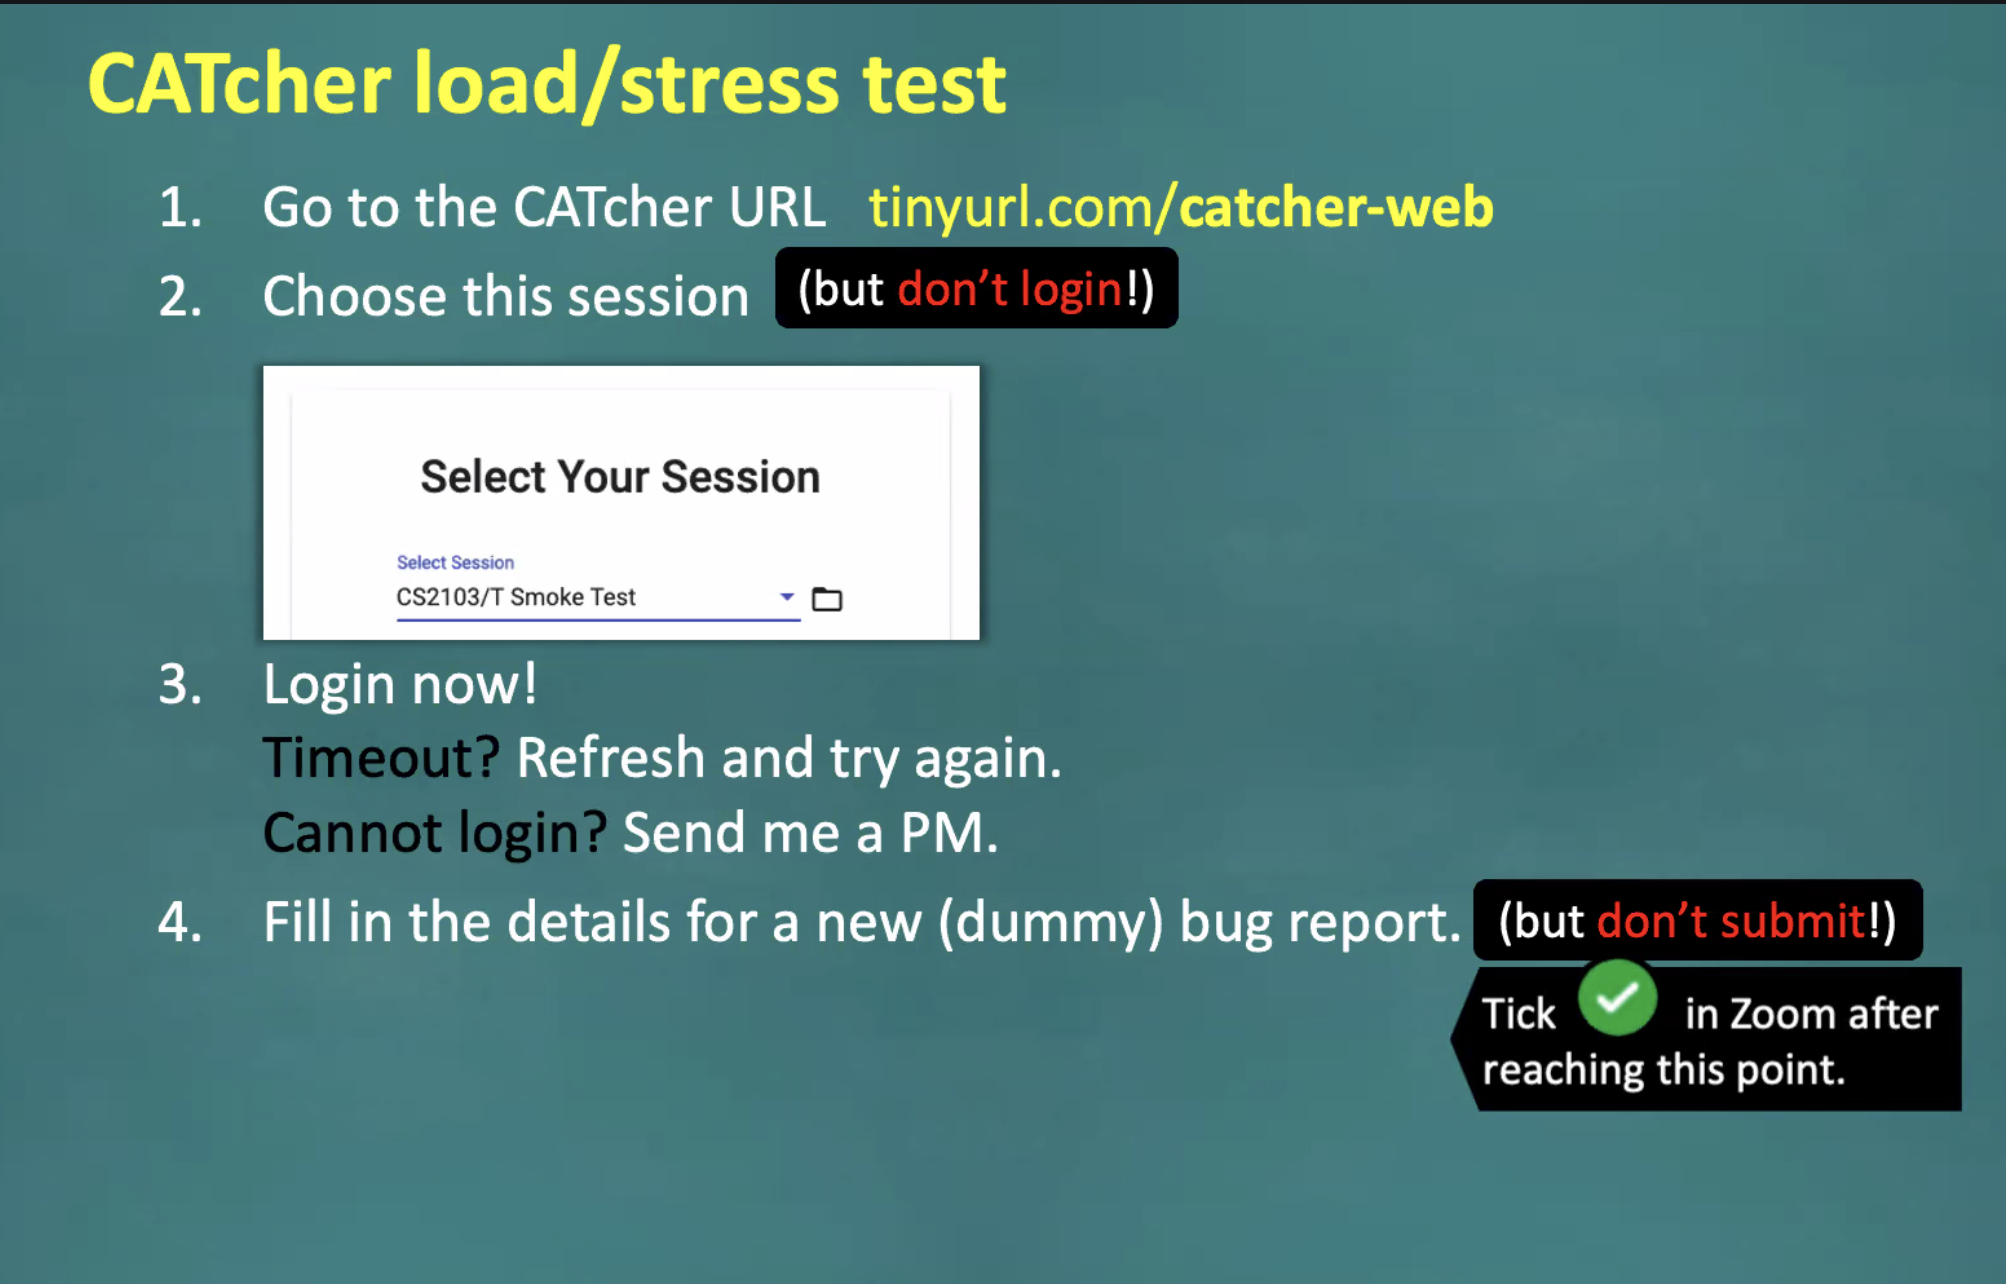 CATcher load/stress test
1. Go to the CATcher URL tinyurl.com/catcher-web
2. Choose this session (but don't login!)
Select Your Session
Select Session
CS2103/T Smoke Test
3. Login now!
Timeout? Refresh and try again.
Cannot login? Send me a PM.
4. Fill in the details for a new (dummy) bug report. (but don't submit!)
Tick in Zoom after
reaching this point.